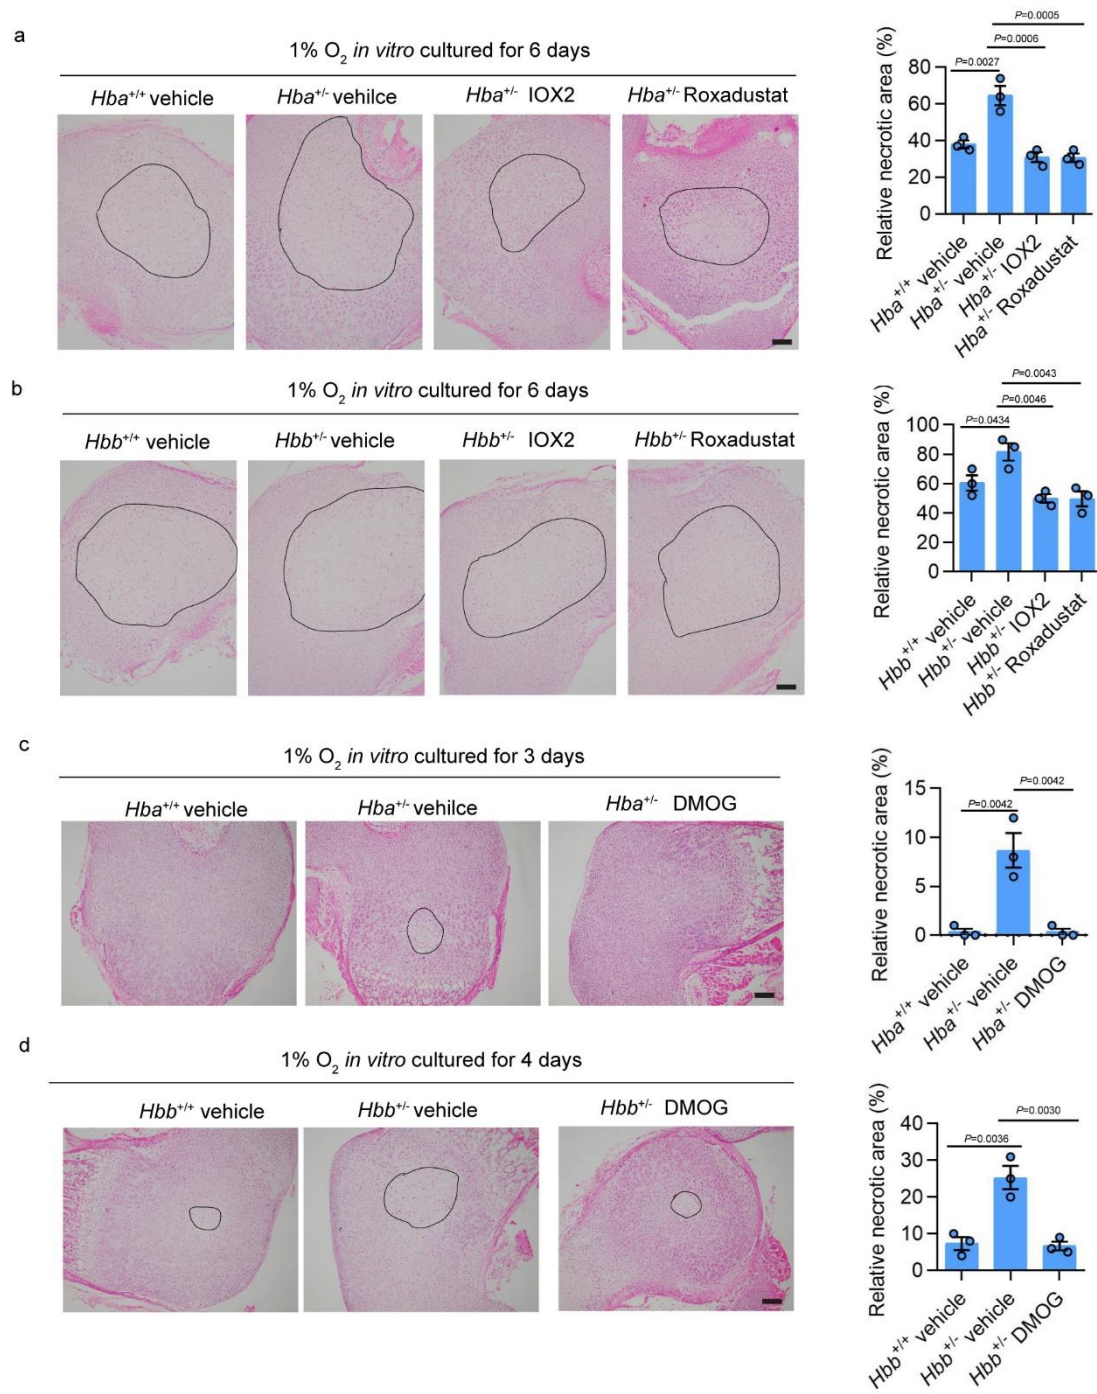 a
1% O₂ in vitro cultured for 6 days
Hba⁺/⁺ vehicle Hba⁺/⁻ vehilce Hba⁺/⁻ IOX2 Hba⁺/⁻ Roxadustat
Relative necrotic area (%)
P=0.0005
P=0.0006
P=0.0027
80
60
40
20
0
Hba⁺/⁺ vehicle
Hba⁺/⁻ vehicle
Hba⁺/⁻ IOX2
Hba⁺/⁻ Roxadustat
b
1% O₂ in vitro cultured for 6 days
Hbb⁺/⁺ vehicle Hbb⁺/⁻ vehicle Hbb⁺/⁻ IOX2 Hbb⁺/⁻ Roxadustat
Relative necrotic area (%)
P=0.0043
P=0.0046
P=0.0434
100
80
60
40
20
0
Hbb⁺/⁺ vehicle
Hbb⁺/⁻ vehicle
Hbb⁺/⁻ IOX2
Hbb⁺/⁻ Roxadustat
c
1% O₂ in vitro cultured for 3 days
Hba⁺/⁺ vehicle Hba⁺/⁻ vehilce Hba⁺/⁻ DMOG
Relative necrotic area (%)
P=0.0042
P=0.0042
15
10
5
0
Hba⁺/⁺ vehicle
Hba⁺/⁻ vehicle
Hba⁺/⁻ DMOG
d
1% O₂ in vitro cultured for 4 days
Hbb⁺/⁺ vehicle Hbb⁺/⁻ vehicle Hbb⁺/⁻ DMOG
Relative necrotic area (%)
P=0.0030
P=0.0036
40
30
20
10
0
Hbb⁺/⁺ vehicle
Hbb⁺/⁻ vehicle
Hbb⁺/⁻ DMOG